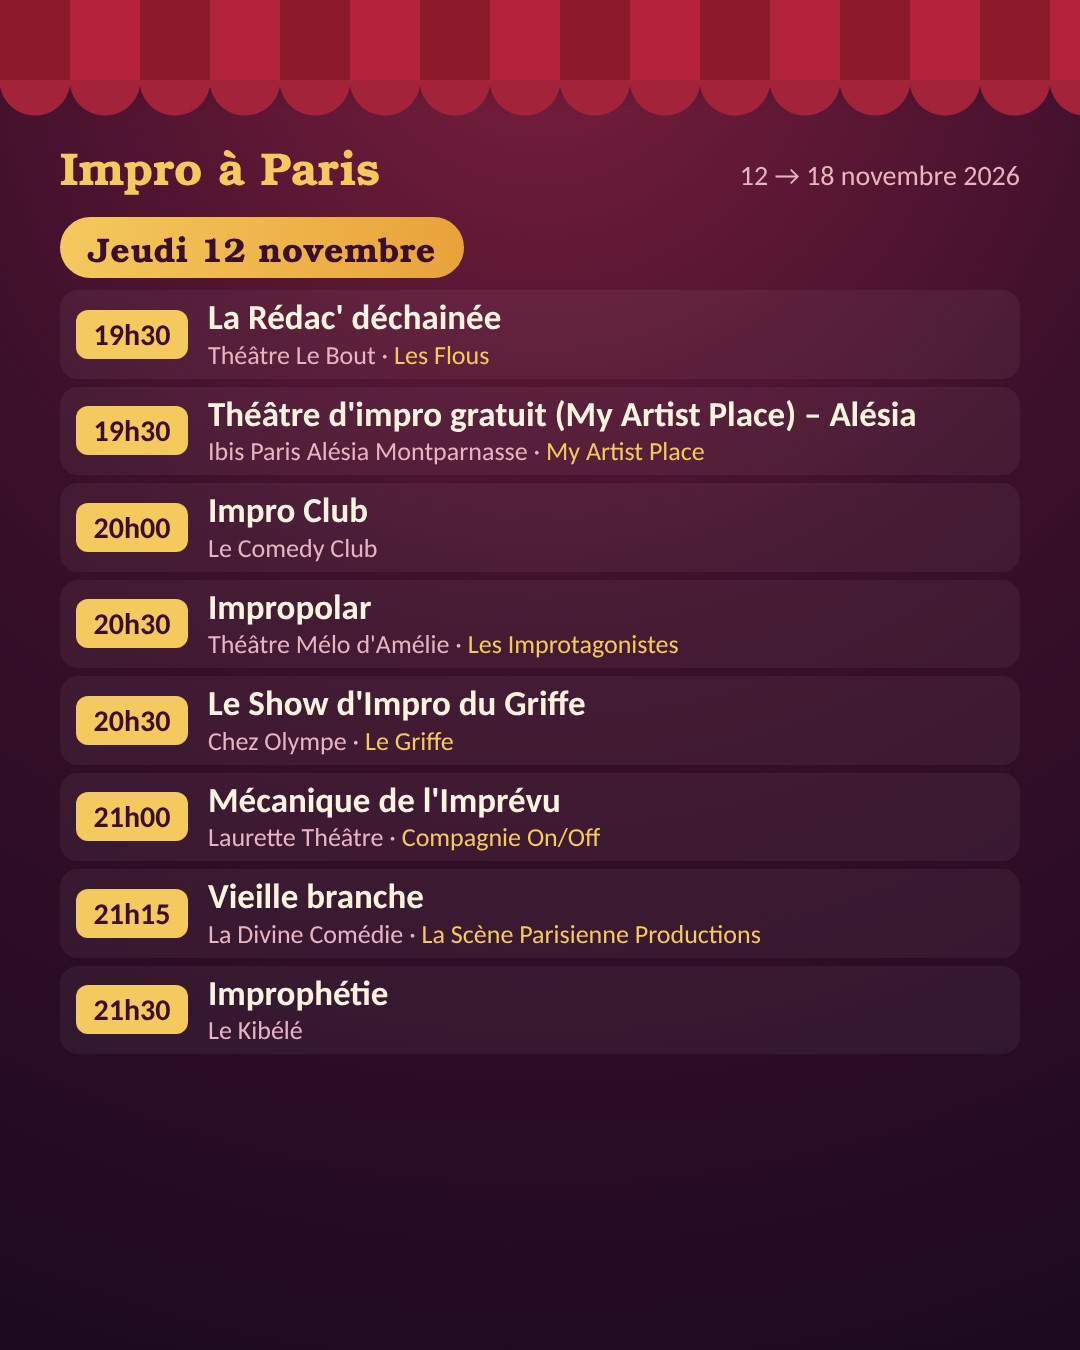 Impro à Paris
12 → 18 novembre 2026
Jeudi 12 novembre
19h30
La Rédac' déchainée
Théâtre Le Bout · Les Flous
19h30
Théâtre d'impro gratuit (My Artist Place) – Alésia
Ibis Paris Alésia Montparnasse · My Artist Place
20h00
Impro Club
Le Comedy Club
20h30
Impropolar
Théâtre Mélo d'Amélie · Les Improtagonistes
20h30
Le Show d'Impro du Griffe
Chez Olympe · Le Griffe
21h00
Mécanique de l'Imprévu
Laurette Théâtre · Compagnie On/Off
21h15
Vieille branche
La Divine Comédie · La Scène Parisienne Productions
21h30
Improphétie
Le Kibélé